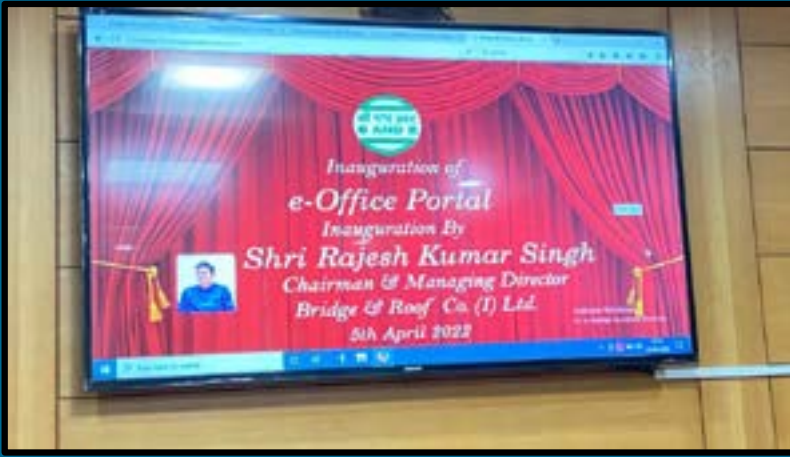 B AND R
Inauguration of
e-Office Portal
Inauguration By
Shri Rajesh Kumar Singh
Chairman & Managing Director
Bridge & Roof Co. (I) Ltd.
5th April 2022